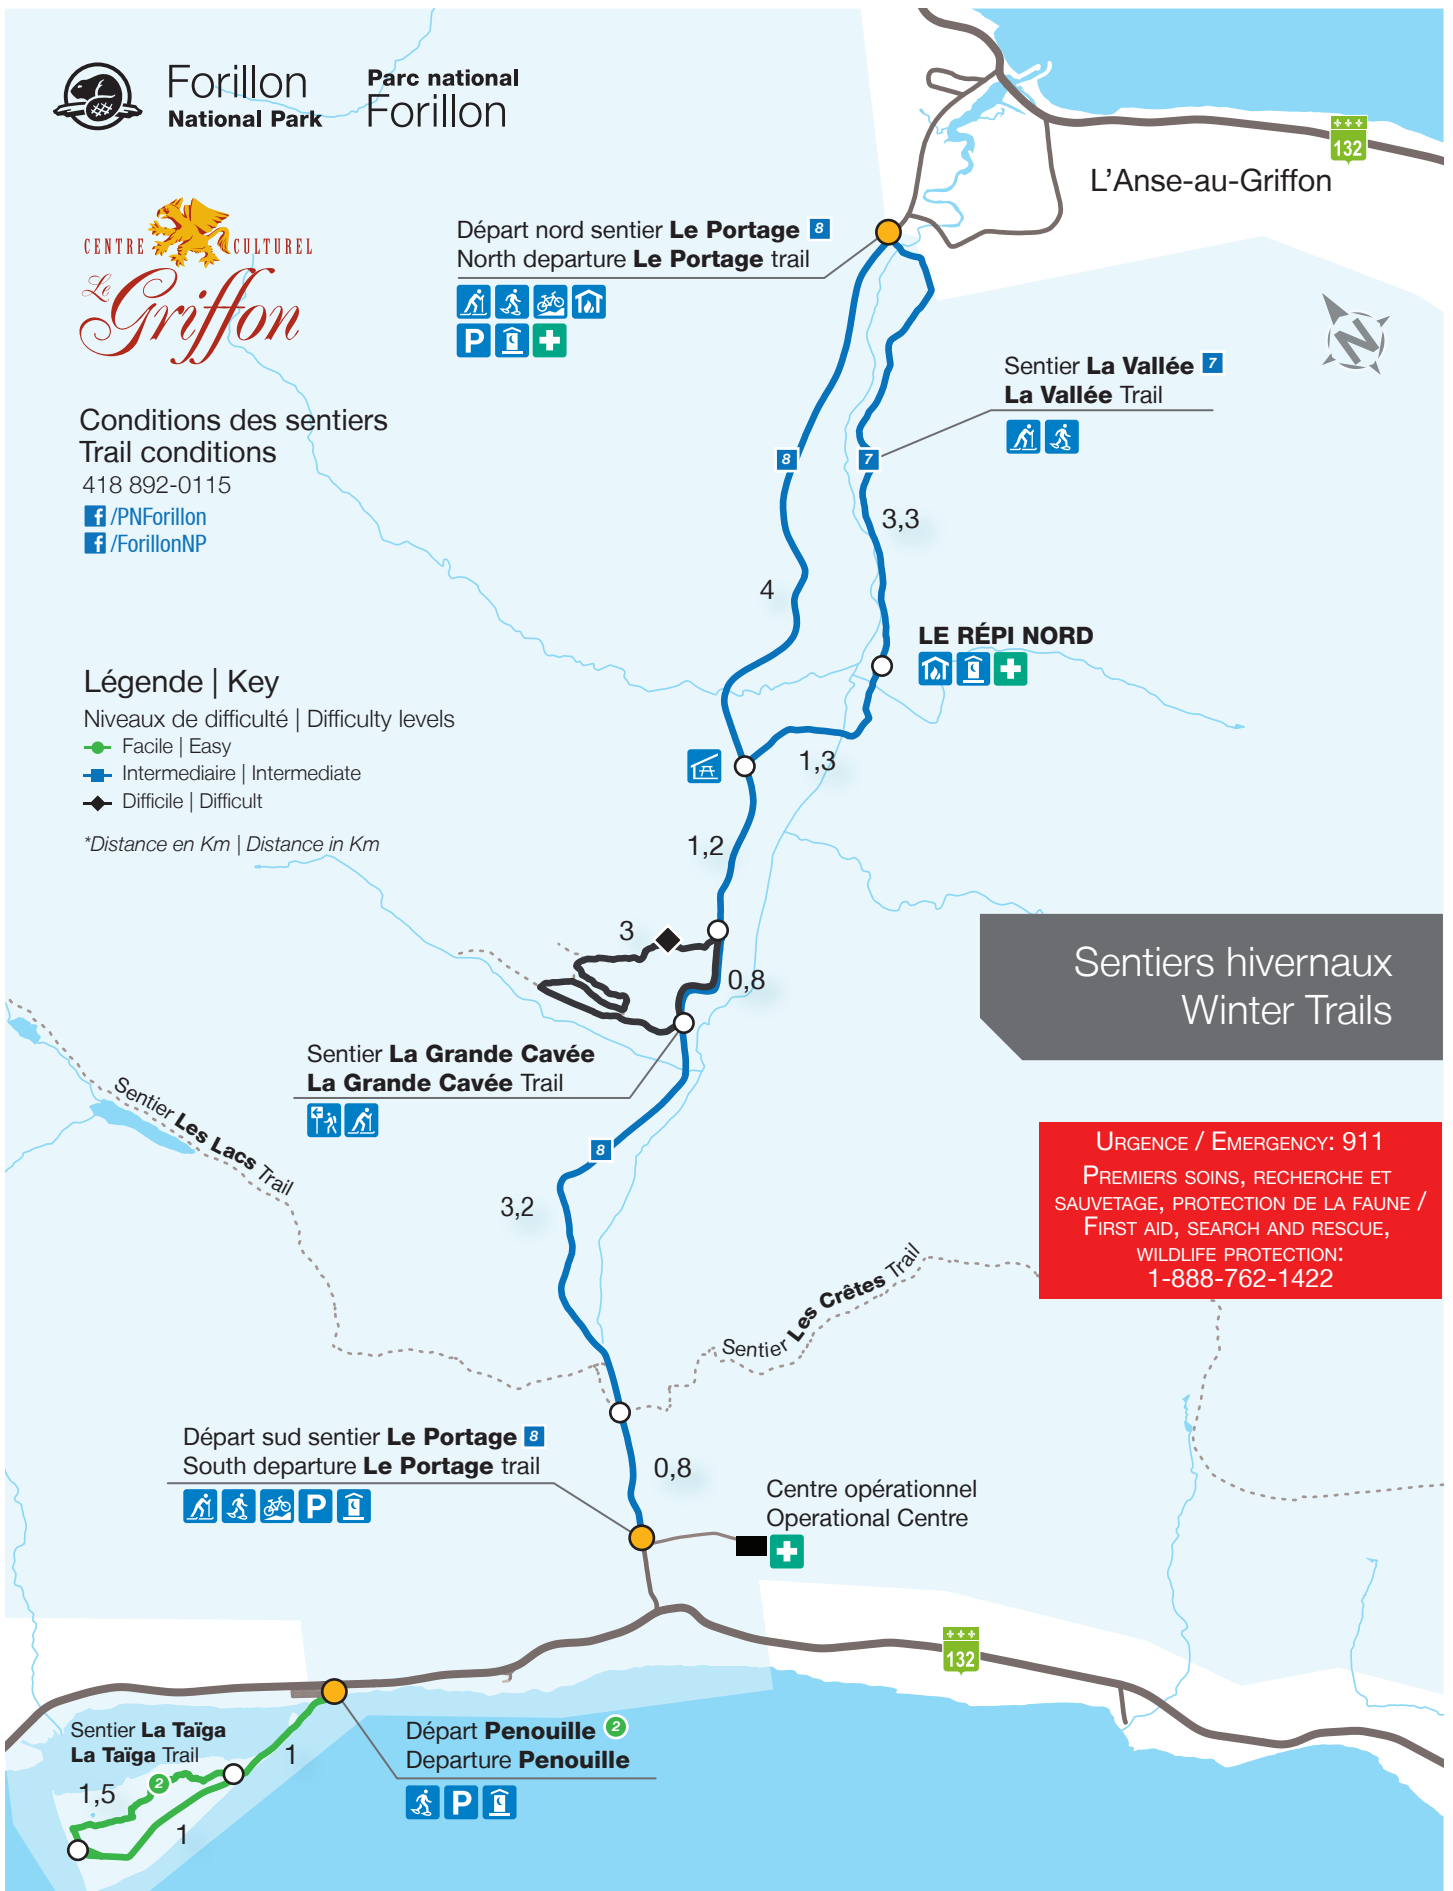 Forillon
National Park
Parc national
Forillon
CENTRE CULTUREL
Le
Griffon
Conditions des sentiers
Trail conditions
418 892-0115
/PNForillon
/ForillonNP
Légende | Key
Niveaux de difficulté | Difficulty levels
Facile | Easy
Intermediaire | Intermediate
Difficile | Difficult
*Distance en Km | Distance in Km
132
L'Anse-au-Griffon
Départ nord sentier Le Portage 8
North departure Le Portage trail
P
N
Sentier La Vallée 7
La Vallée Trail
8
7
3,3
4
LE RÉPI NORD
1,3
1,2
3
0,8
Sentiers hivernaux
Winter Trails
Sentier La Grande Cavée
La Grande Cavée Trail
Sentier Les Lacs Trail
8
3,2
URGENCE / EMERGENCY: 911
PREMIERS SOINS, RECHERCHE ET
SAUVETAGE, PROTECTION DE LA FAUNE /
FIRST AID, SEARCH AND RESCUE,
WILDLIFE PROTECTION:
1-888-762-1422
Sentier Les Crêtes Trail
Départ sud sentier Le Portage 8
South departure Le Portage trail
P
0,8
Centre opérationnel
Operational Centre
132
Sentier La Taïga
La Taïga Trail
1
1,5
2
1
Départ Penouille 2
Departure Penouille
P